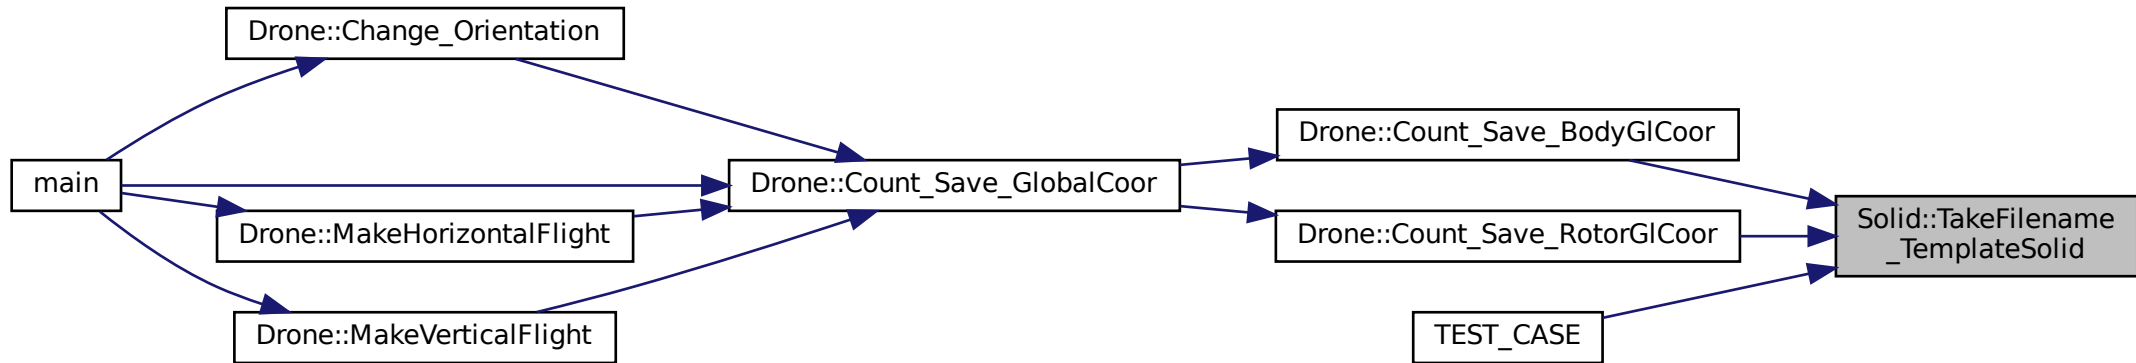 Drone::Change_Orientation
main
Drone::MakeHorizontalFlight
Drone::MakeVerticalFlight
Drone::Count_Save_GlobalCoor
Drone::Count_Save_BodyGlCoor
Drone::Count_Save_RotorGlCoor
TEST_CASE
Solid::TakeFilename
_TemplateSolid